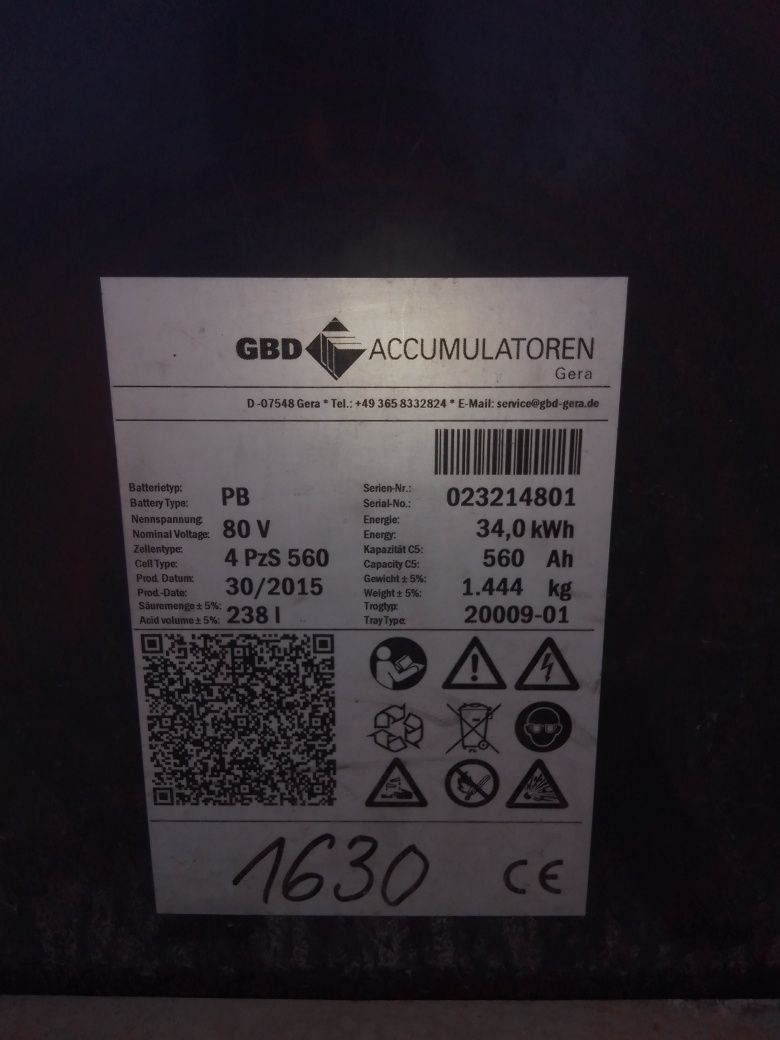 GBD ACCUMULATOREN
Gera
D-07548 Gera * Tel.: +49 365 8332824 * E-Mail: service@gbd-gera.de
Batterietyp:
Battery Type: PB
Nennspannung:
Nominal Voltage: 80 V
Zellentype:
Cell Type: 4 PzS 560
Prod. Datum:
Prod.-Date: 30/2015
Säuremenge ± 5%:
Acid volume ± 5%: 238 l
Serien-Nr.:
Serial-No.: 023214801
Energie:
Energy: 34,0 kWh
Kapazität C5:
Capacity C5: 560 Ah
Gewicht ± 5%:
Weight ± 5%: 1.444 kg
Trogtyp:
Tray Type: 20009-01
1630
CE